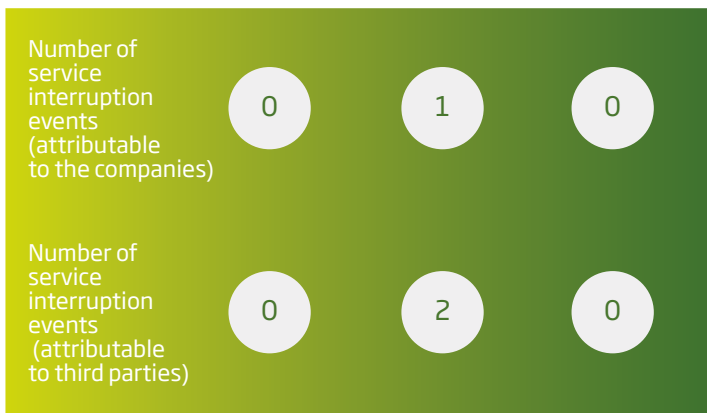 Number of
service
interruption
events
(attributable
to the companies)
0 1 0
Number of
service
interruption
events
(attributable
to third parties)
0 2 0